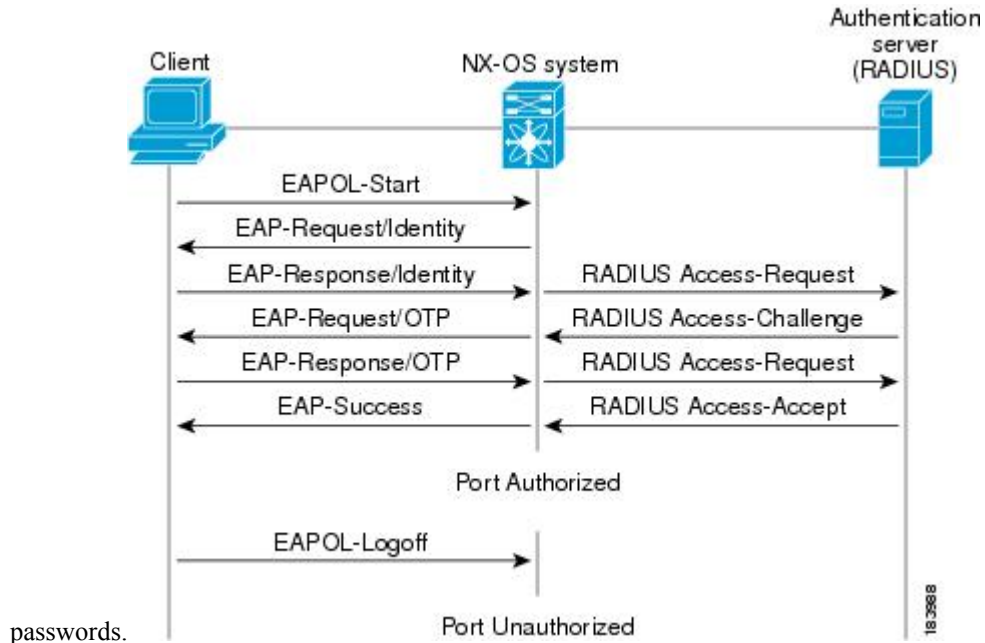 Authentication
server
(RADIUS)
Client
NX-OS system
EAPOL-Start
EAP-Request/Identity
EAP-Response/Identity
RADIUS Access-Request
EAP-Request/OTP
RADIUS Access-Challenge
EAP-Response/OTP
RADIUS Access-Request
EAP-Success
RADIUS Access-Accept
Port Authorized
EAPOL-Logoff
Port Unauthorized
183988
passwords.